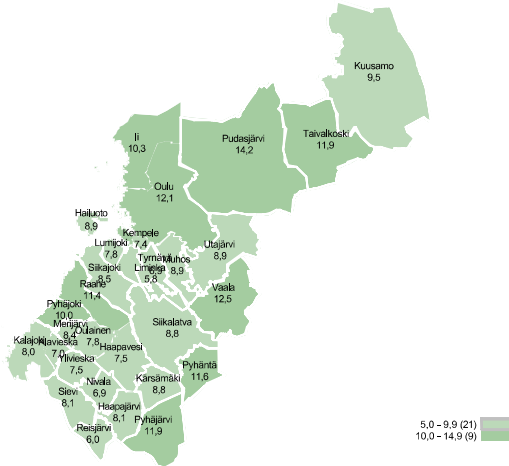 Kuusamo
9,5
Ii
10,3
Pudasjärvi
14,2
Taivalkoski
11,9
Oulu
12,1
Hailuoto
8,9
Kempele
7,4
Lumijoki
7,8
Tyrnävä
6,9
Muhos
8,9
Utajärvi
8,9
Liminka
5,8
Siikajoki
8,5
Raahe
11,4
Vaala
12,5
Pyhäjoki
10,0
Merijärvi
8,4
Oulainen
7,8
Siikalatva
8,8
Kalajoki
8,0
Alavieska
7,0
Haapavesi
7,5
Ylivieska
7,5
Pyhäntä
11,6
Nivala
6,9
Kärsämäki
8,8
Sievi
8,1
Haapajärvi
8,1
Pyhäjärvi
11,9
Reisjärvi
6,0
5,0 – 9,9 (21)
10,0 – 14,9 (9)